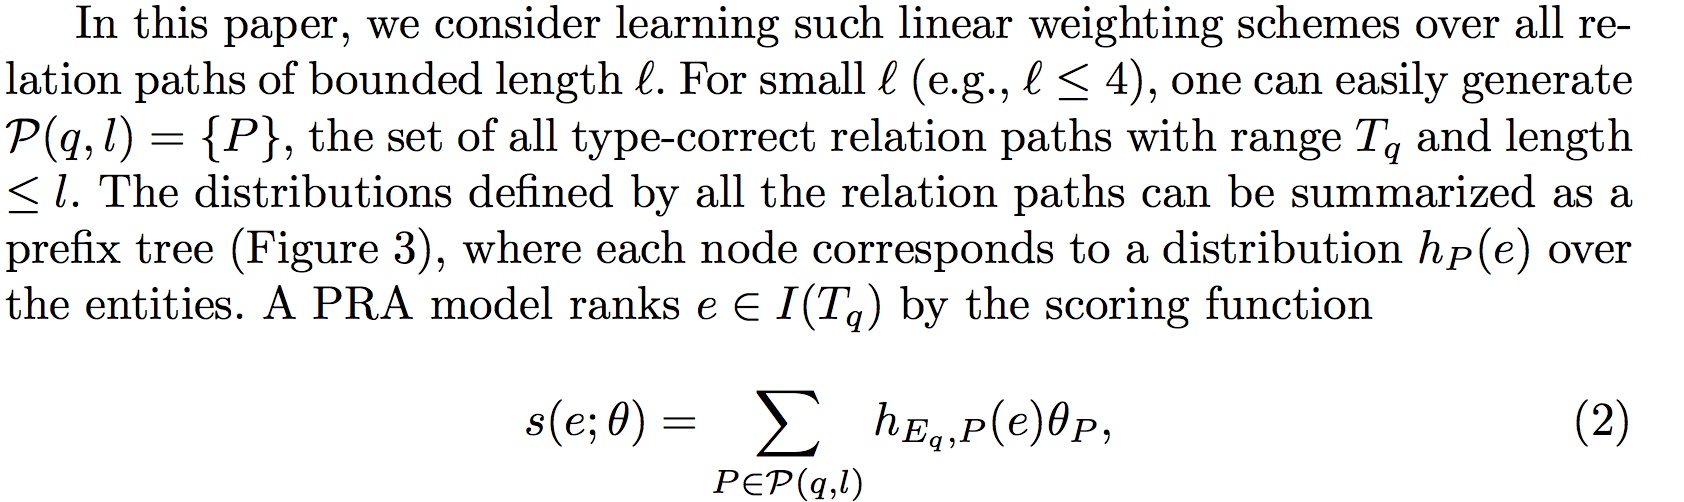 In this paper, we consider learning such linear weighting schemes over all re-
lation paths of bounded length ℓ. For small ℓ (e.g., ℓ ≤ 4), one can easily generate
𝒫(q, l) = {P}, the set of all type-correct relation paths with range T_q and length
≤ l. The distributions defined by all the relation paths can be summarized as a
prefix tree (Figure 3), where each node corresponds to a distribution h_P(e) over
the entities. A PRA model ranks e ∈ I(T_q) by the scoring function
s(e; θ) = ∑_{P∈𝒫(q,l)} h_{E_q,P}(e)θ_P, (2)